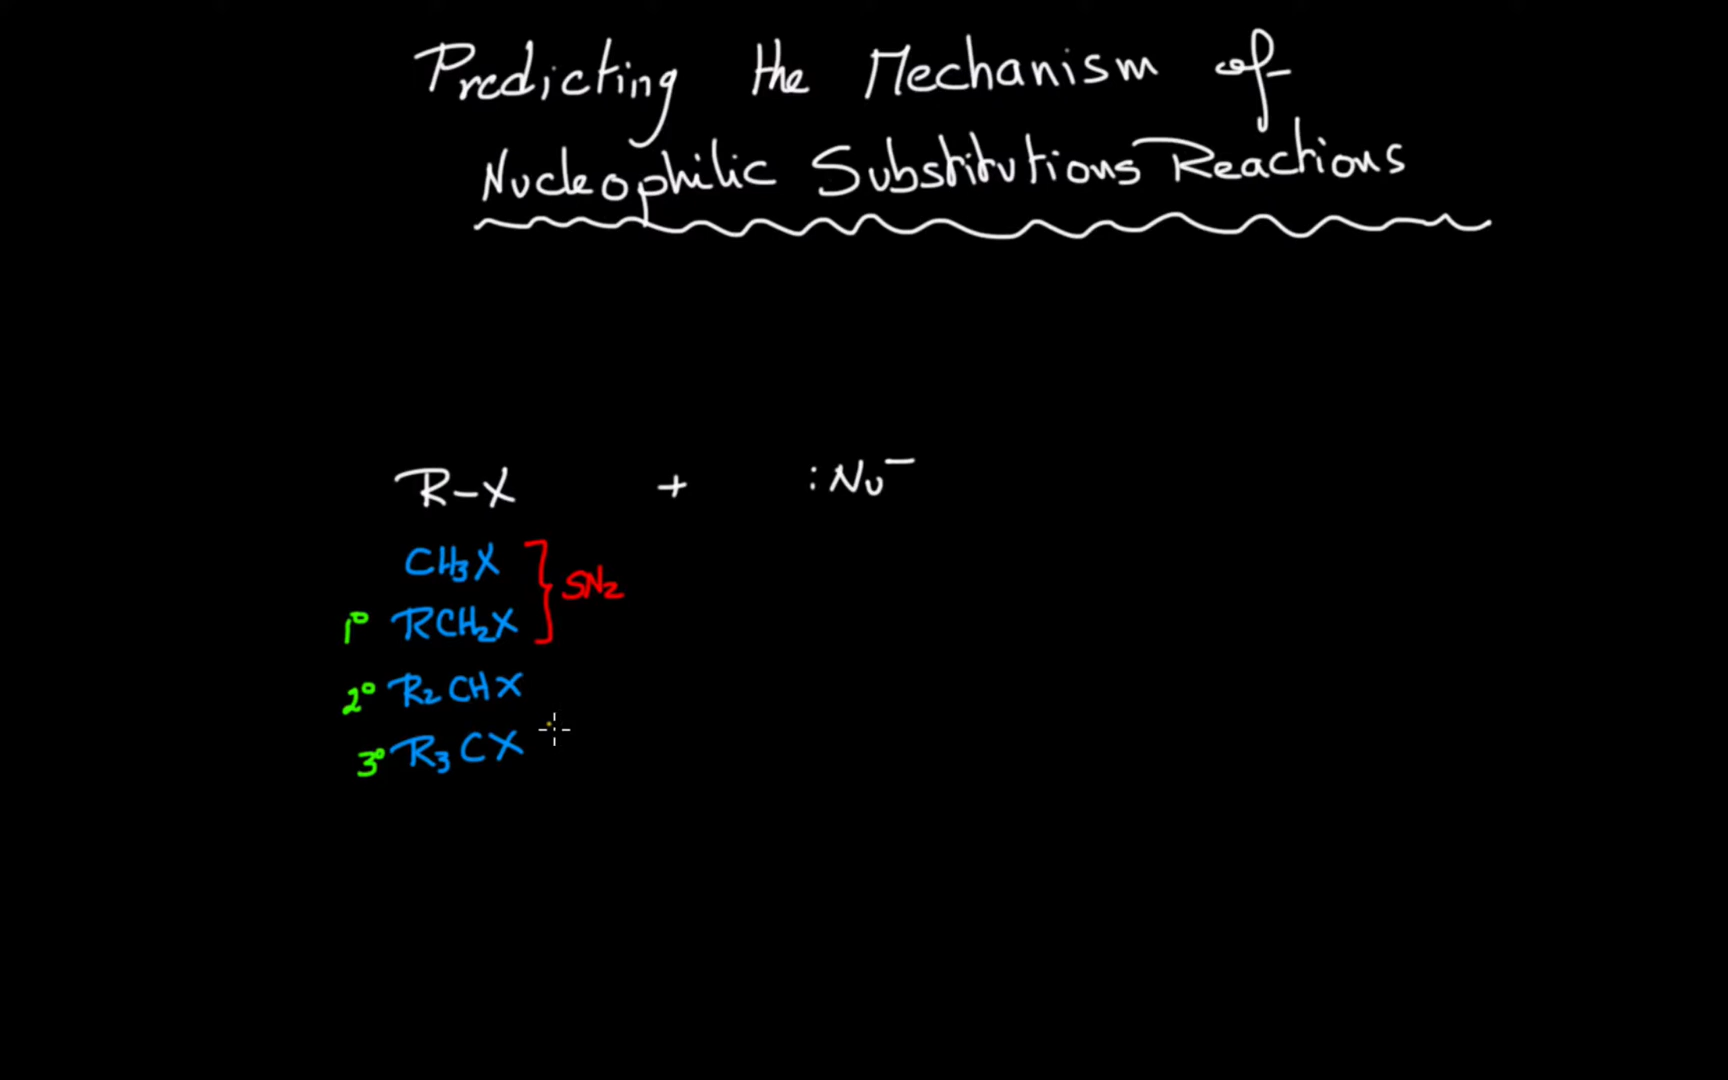 Predicting the Mechanism of
Nucleophilic Substitutions Reactions
R-X + :Nu⁻
CH₃X
SN₂
1° RCH₂X
2° R₂CHX
3° R₃CX